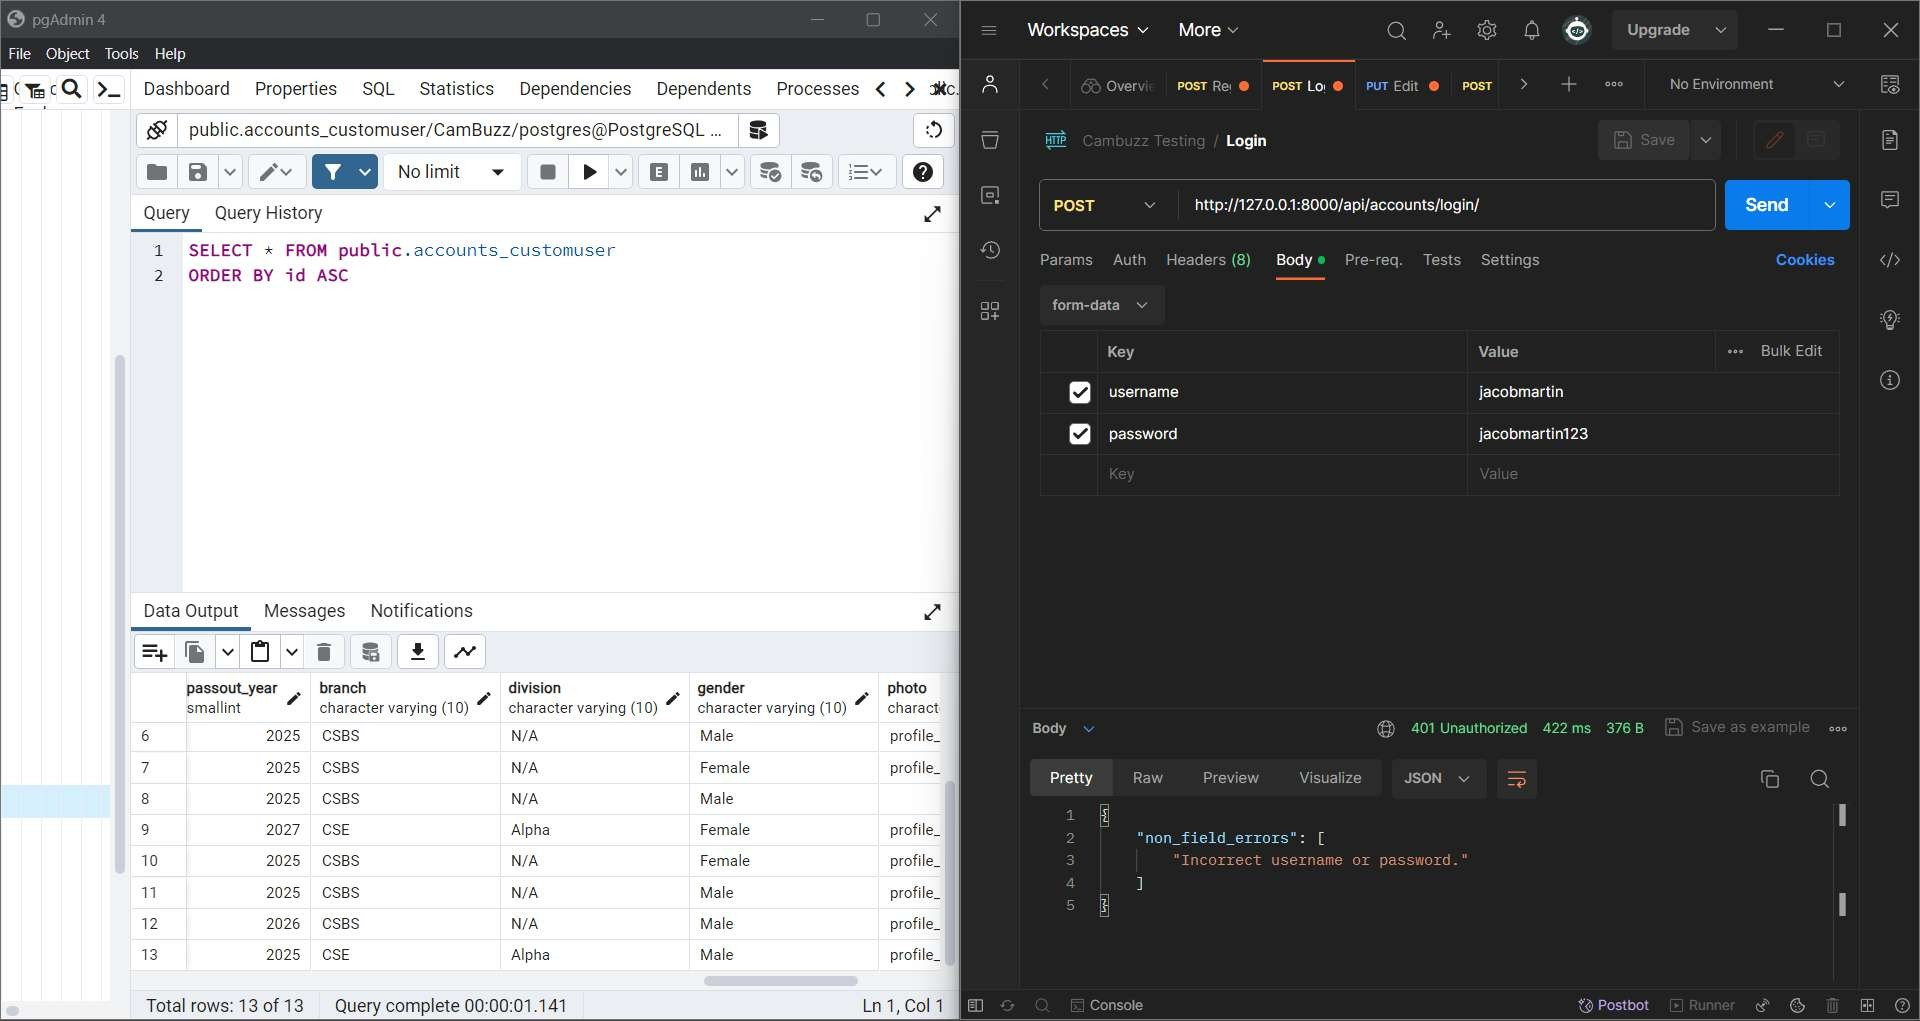 pgAdmin 4
File Object Tools Help
Dashboard Properties SQL Statistics Dependencies Dependents Processes
public.accounts_customuser/CamBuzz/postgres@PostgreSQL ...
No limit
E
Query Query History
1 SELECT * FROM public.accounts_customuser
2 ORDER BY id ASC
Data Output Messages Notifications
passout_year branch division gender photo
smallint character varying (10) character varying (10) character varying (10) charact
6 2025 CSBS N/A Male profile_
7 2025 CSBS N/A Female profile_
8 2025 CSBS N/A Male
9 2027 CSE Alpha Female profile_
10 2025 CSBS N/A Female profile_
11 2025 CSBS N/A Male profile_
12 2026 CSBS N/A Male profile_
13 2025 CSE Alpha Male profile_
Total rows: 13 of 13 Query complete 00:00:01.141 Ln 1, Col 1
Workspaces More Upgrade
Overvie POST Re POST Lo PUT Edit POST No Environment
HTTP Cambuzz Testing / Login Save
POST http://127.0.0.1:8000/api/accounts/login/ Send
Params Auth Headers (8) Body Pre-req. Tests Settings Cookies
form-data
Key Value Bulk Edit
username jacobmartin
password jacobmartin123
Key Value
Body 401 Unauthorized 422 ms 376 B Save as example
Pretty Raw Preview Visualize JSON
1 {
2 "non_field_errors": [
3 "Incorrect username or password."
4 ]
5 }
Console Postbot Runner